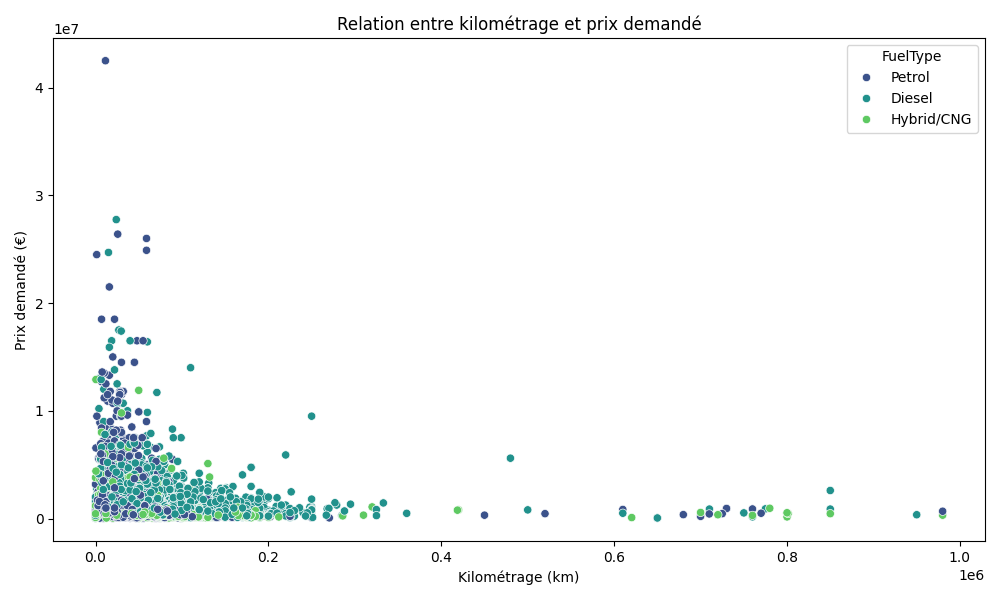 Relation entre kilométrage et prix demandé
1e7
FuelType
Petrol
Diesel
Hybrid/CNG
Prix demandé (€)
4
3
2
1
0
0.0 0.2 0.4 0.6 0.8 1.0
1e6
Kilométrage (km)